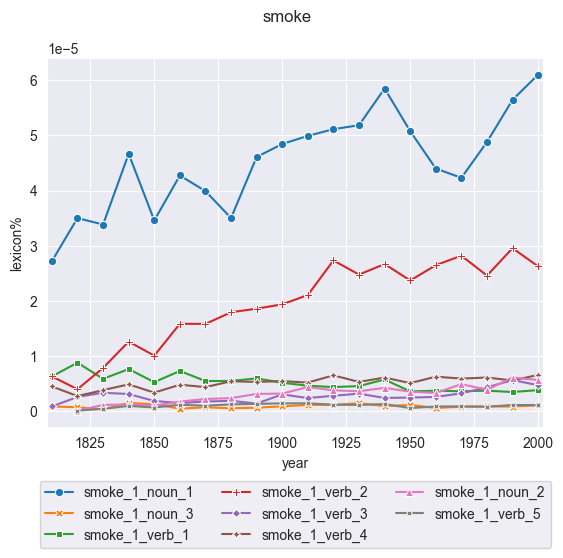 smoke
1e−5
6
5
4
3
2
1
0
lexicon%
1825 1850 1875 1900 1925 1950 1975 2000
year
smoke_1_noun_1 smoke_1_verb_2 smoke_1_noun_2
smoke_1_noun_3 smoke_1_verb_3 smoke_1_verb_5
smoke_1_verb_1 smoke_1_verb_4